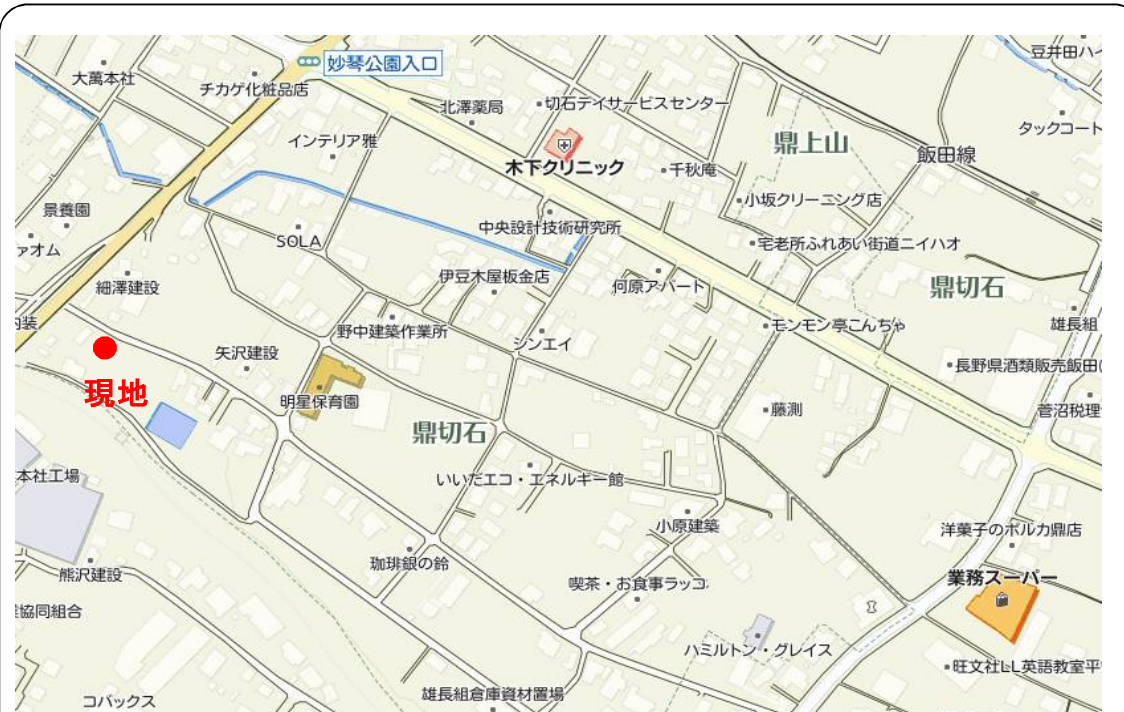 妙琴公園入口
豆井田ハイ
大萬本社
チカゲ化粧品店
北澤薬局
切石デイサービスセンター
タックコート
インテリア雅
鼎上山
飯田線
木下クリニック
千秋庵
小坂クリーニング店
景養園
中央設計技術研究所
SOLA
ァオム
宅老所ふれあい街道ニイハオ
伊豆木屋板金店
何原アパート
鼎切石
細澤建設
内装
野中建築作業所
シンエイ
モンモン亭こんちゃ
雄長組
矢沢建設
長野県酒類販売飯田(
現地
明星保育園
藤測
菅沼税理
鼎切石
本社工場
いいだエコ・エネルギー館
小原建築
洋菓子のポルカ鼎店
珈琲銀の鈴
熊沢建設
喫茶・お食事ラッコ
業務スーパー
業協同組合
ハミルトン・グレイス
旺文社LL英語教室平
雄長組倉庫資材置場
コパックス